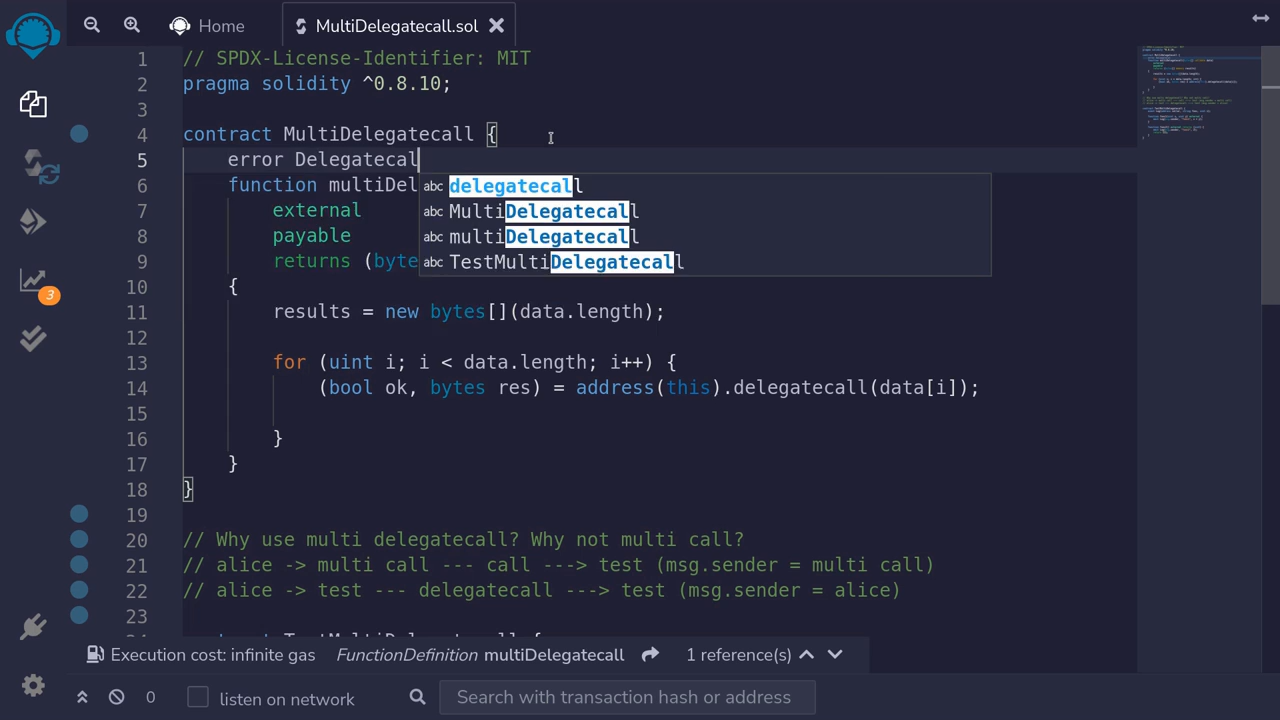 Home
MultiDelegatecall.sol
1 // SPDX-License-Identifier: MIT
2 pragma solidity ^0.8.10;
3
4 contract MultiDelegatecall {
5 error Delegatecal
6 function multiDel
abc delegatecall
7 external
abc MultiDelegatecall
8 payable
abc multiDelegatecall
9 returns (byte
abc TestMultiDelegatecall
10 {
11 results = new bytes[](data.length);
12
13 for (uint i; i < data.length; i++) {
14 (bool ok, bytes res) = address(this).delegatecall(data[i]);
15
16 }
17 }
18 }
19
20 // Why use multi delegatecall? Why not multi call?
21 // alice -> multi call --- call ---> test (msg.sender = multi call)
22 // alice -> test --- delegatecall ---> test (msg.sender = alice)
23
3
Execution cost: infinite gas FunctionDefinition multiDelegatecall 1 reference(s)
0 listen on network Search with transaction hash or address